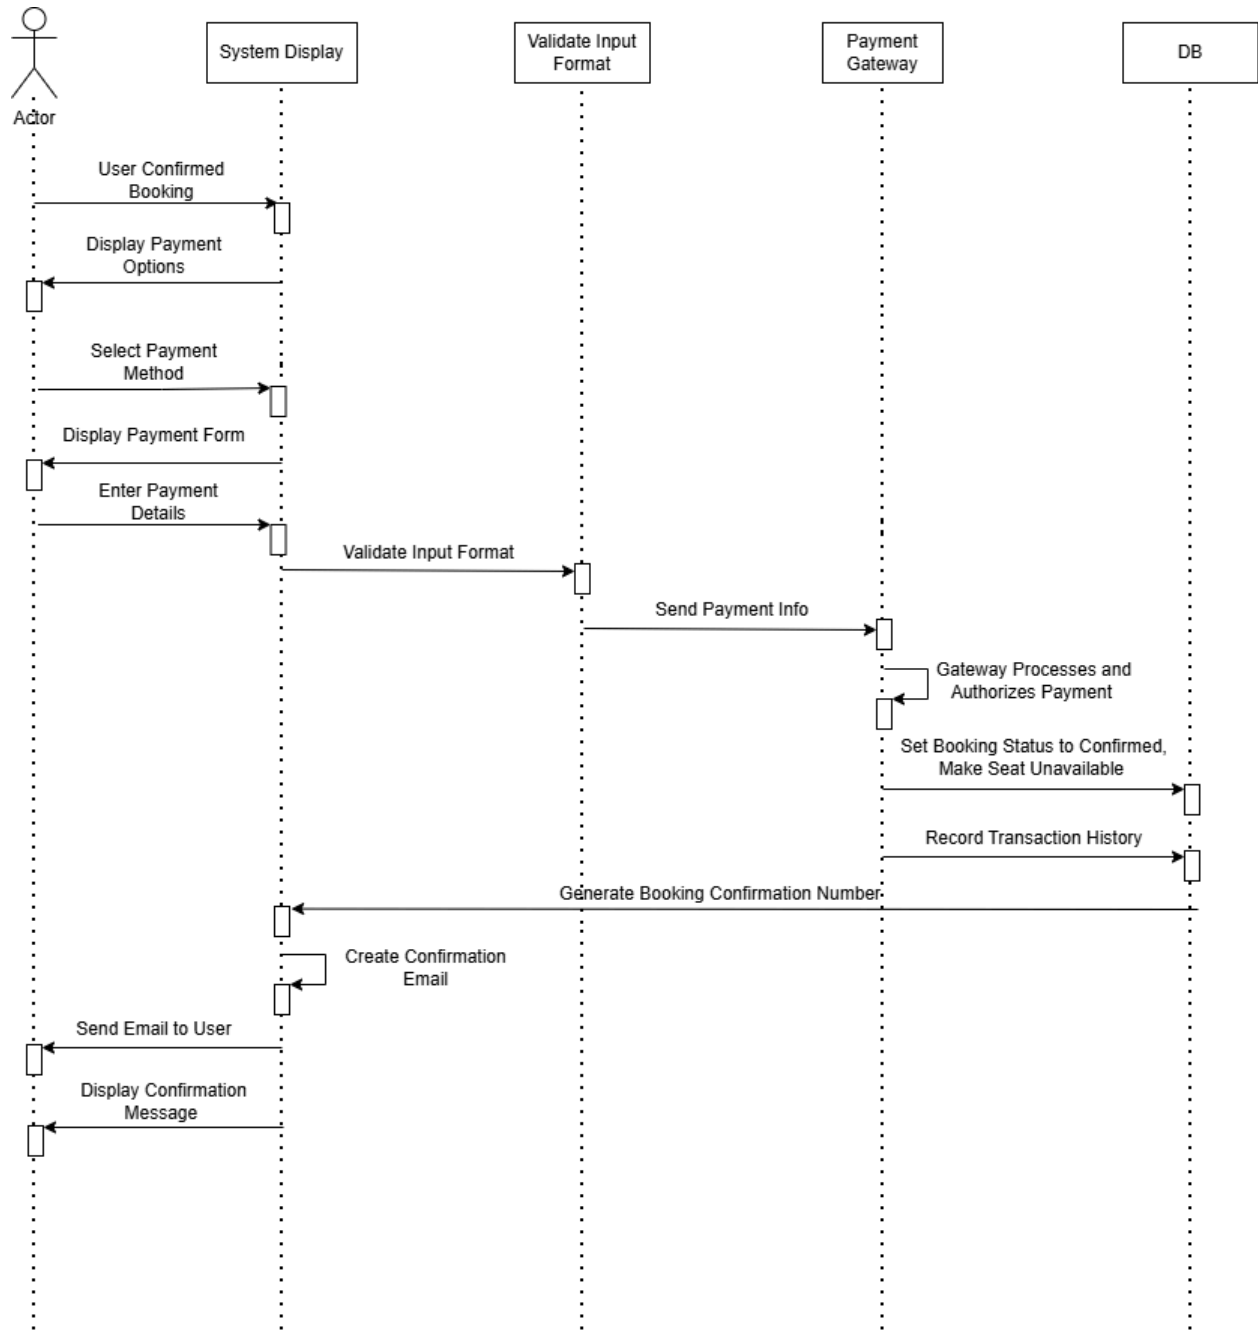 System Display
Validate Input
Format
Payment
Gateway
DB
Actor
User Confirmed
Booking
Display Payment
Options
Select Payment
Method
Display Payment Form
Enter Payment
Details
Validate Input Format
Send Payment Info
Gateway Processes and
Authorizes Payment
Set Booking Status to Confirmed,
Make Seat Unavailable
Record Transaction History
Generate Booking Confirmation Number
Create Confirmation
Email
Send Email to User
Display Confirmation
Message